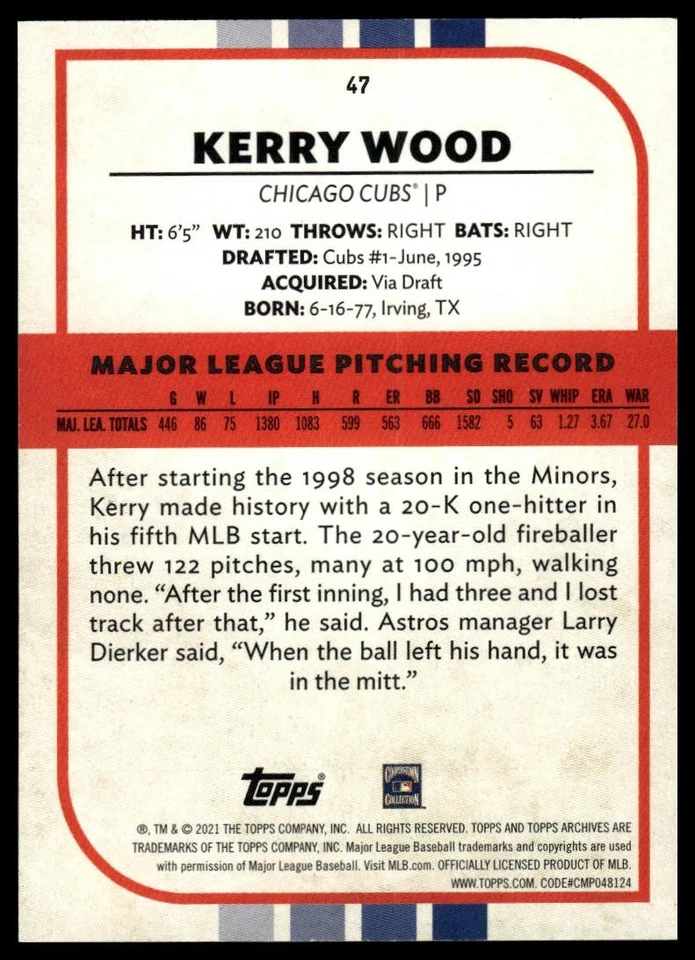 47
KERRY WOOD
CHICAGO CUBS® | P
HT: 6'5" WT: 210 THROWS: RIGHT BATS: RIGHT
DRAFTED: Cubs #1-June, 1995
ACQUIRED: Via Draft
BORN: 6-16-77, Irving, TX
MAJOR LEAGUE PITCHING RECORD
G W L IP H R ER BB SO SHO SV WHIP ERA WAR
MAJ. LEA. TOTALS 446 86 75 1380 1083 599 563 666 1582 5 63 1.27 3.67 27.0
After starting the 1998 season in the Minors,
Kerry made history with a 20-K one-hitter in
his fifth MLB start. The 20-year-old fireballer
threw 122 pitches, many at 100 mph, walking
none. “After the first inning, I had three and I lost
track after that,” he said. Astros manager Larry
Dierker said, “When the ball left his hand, it was
in the mitt.”
Topps®
COOPERSTOWN COLLECTION
®, TM & © 2021 THE TOPPS COMPANY, INC. ALL RIGHTS RESERVED. TOPPS AND TOPPS ARCHIVES ARE
TRADEMARKS OF THE TOPPS COMPANY, INC. Major League Baseball trademarks and copyrights are used
with permission of Major League Baseball. Visit MLB.com. OFFICIALLY LICENSED PRODUCT OF MLB.
WWW.TOPPS.COM. CODE#CMP048124